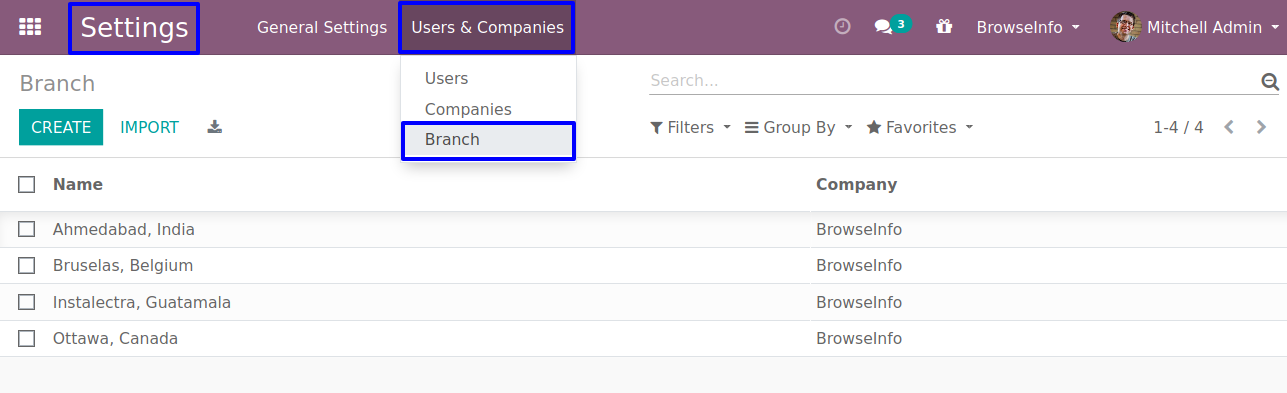 Settings General Settings Users & Companies 3 BrowseInfo Mitchell Admin
Users
Companies
Branch
Branch Search...
CREATE IMPORT Filters Group By Favorites 1-4 / 4
Name Company
Ahmedabad, India BrowseInfo
Bruselas, Belgium BrowseInfo
Instalectra, Guatamala BrowseInfo
Ottawa, Canada BrowseInfo